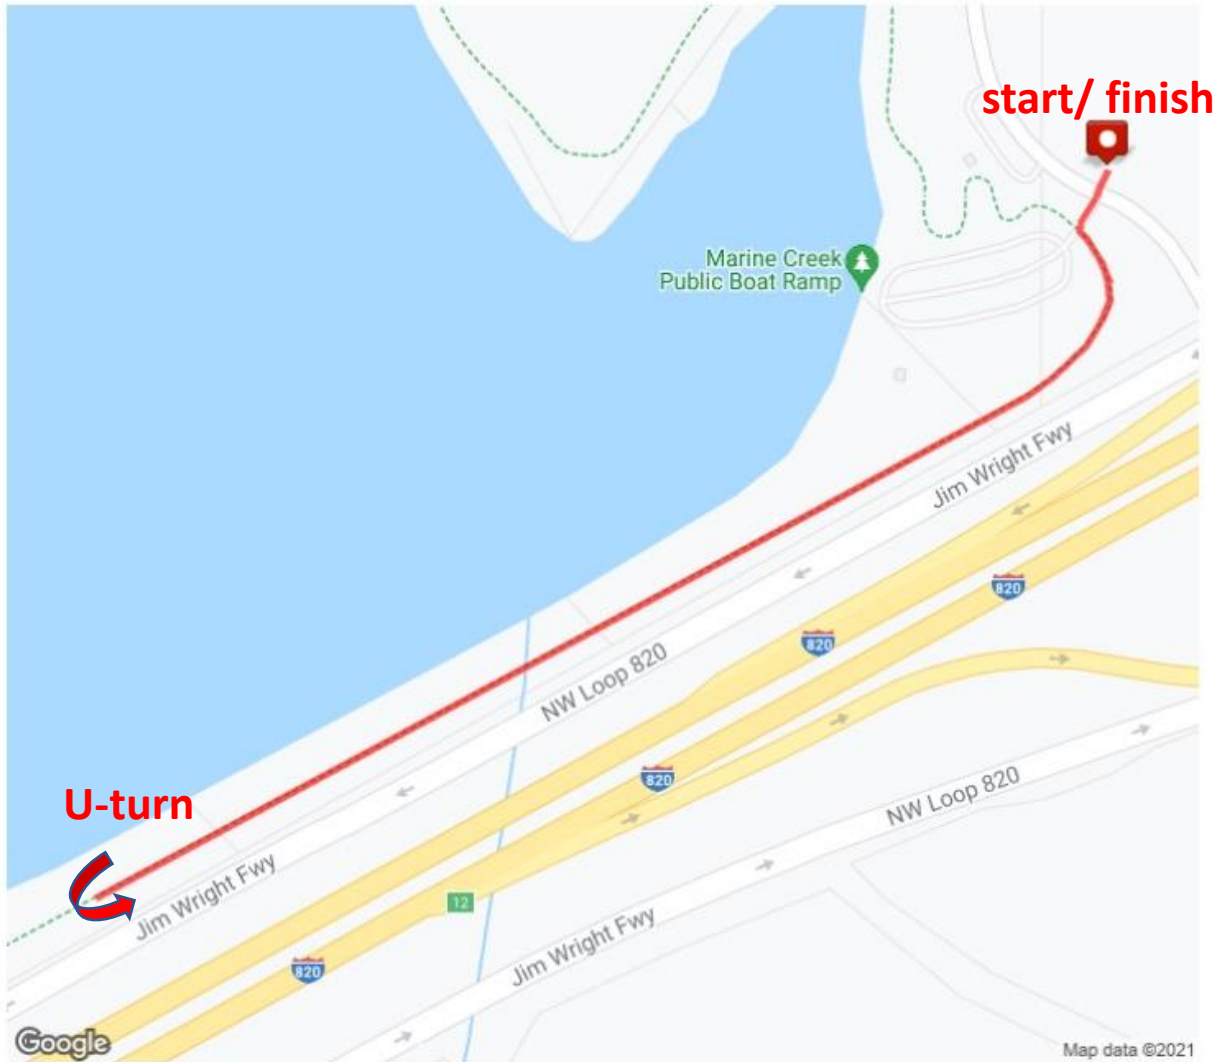 start/ finish
Marine Creek
Public Boat Ramp
Jim Wright Fwy
820
820
NW Loop 820
820
NW Loop 820
U-turn
Jim Wright Fwy
12
Jim Wright Fwy
820
Google
Map data ©2021